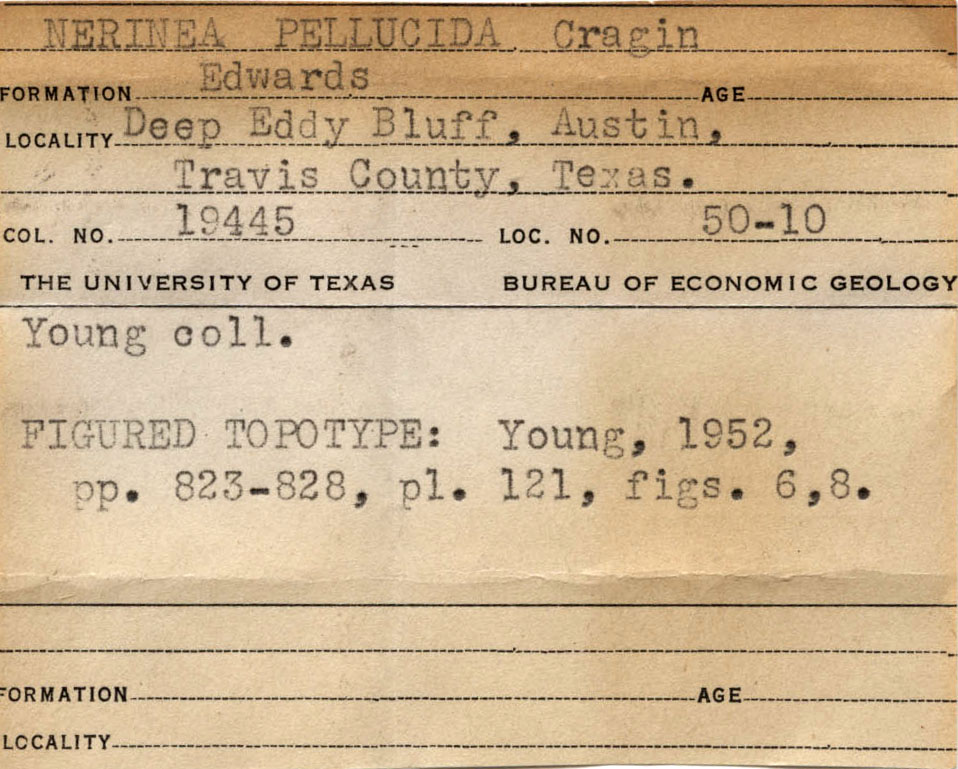 NERINEA PELLUCIDA Cragin
FORMATION Edwards AGE
LOCALITY Deep Eddy Bluff, Austin,
Travis County, Texas.
COL. NO. 19445 LOC. NO. 50-10
THE UNIVERSITY OF TEXAS BUREAU OF ECONOMIC GEOLOGY
Young coll.
FIGURED TOPOTYPE: Young, 1952,
pp. 823-828, pl. 121, figs. 6,8.
FORMATION AGE
LOCALITY